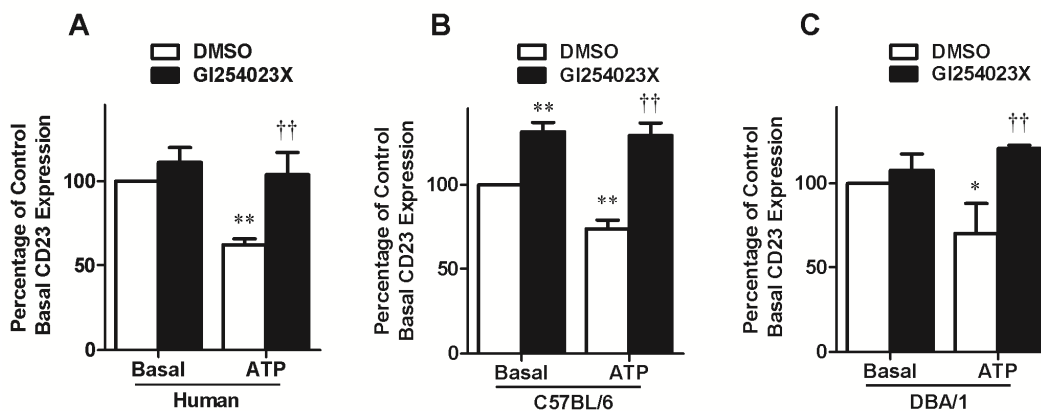 A
DMSO
GI254023X
Percentage of Control
Basal CD23 Expression
100
50
0
**
††
Basal
ATP
Human
B
DMSO
GI254023X
Percentage of Control
Basal CD23 Expression
100
50
0
**
**
††
Basal
ATP
C57BL/6
C
DMSO
GI254023X
Percentage of Control
Basal CD23 Expression
100
50
0
*
††
Basal
ATP
DBA/1